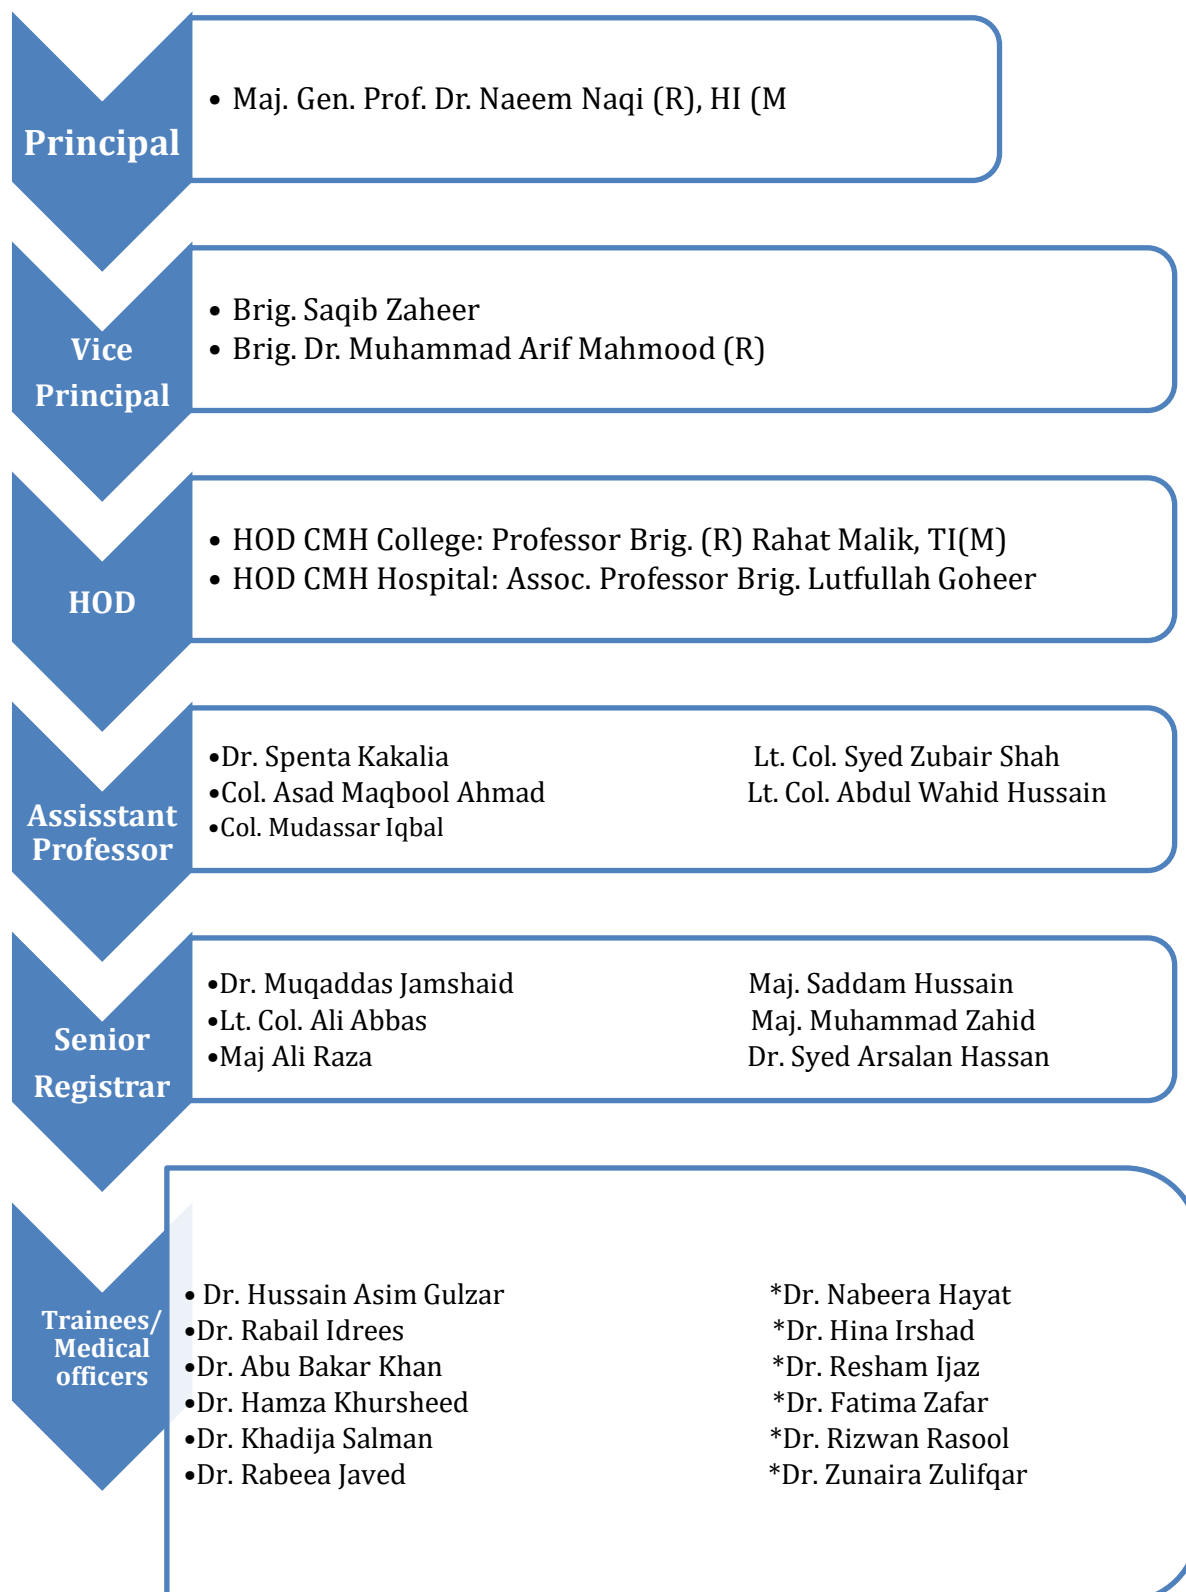 Principal
• Maj. Gen. Prof. Dr. Naeem Naqi (R), HI (M
Vice
Principal
• Brig. Saqib Zaheer
• Brig. Dr. Muhammad Arif Mahmood (R)
HOD
• HOD CMH College: Professor Brig. (R) Rahat Malik, TI(M)
• HOD CMH Hospital: Assoc. Professor Brig. Lutfullah Goheer
Assisstant
Professor
•Dr. Spenta Kakalia Lt. Col. Syed Zubair Shah
•Col. Asad Maqbool Ahmad Lt. Col. Abdul Wahid Hussain
•Col. Mudassar Iqbal
Senior
Registrar
•Dr. Muqaddas Jamshaid Maj. Saddam Hussain
•Lt. Col. Ali Abbas Maj. Muhammad Zahid
•Maj Ali Raza Dr. Syed Arsalan Hassan
Trainees/
Medical
officers
• Dr. Hussain Asim Gulzar *Dr. Nabeera Hayat
•Dr. Rabail Idrees *Dr. Hina Irshad
•Dr. Abu Bakar Khan *Dr. Resham Ijaz
•Dr. Hamza Khursheed *Dr. Fatima Zafar
•Dr. Khadija Salman *Dr. Rizwan Rasool
•Dr. Rabeea Javed *Dr. Zunaira Zulifqar